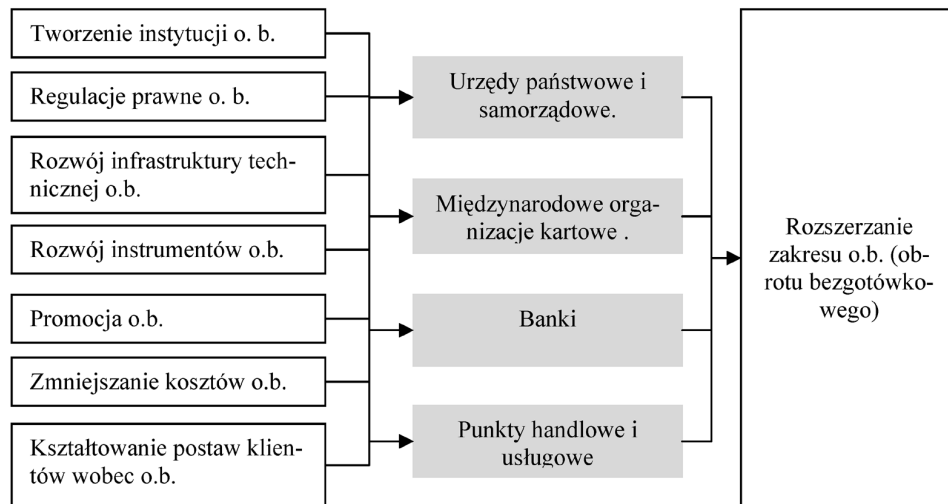 Tworzenie instytucji o. b.
Regulacje prawne o. b.
Rozwój infrastruktury tech-
nicznej o.b.
Rozwój instrumentów o.b.
Promocja o.b.
Zmniejszanie kosztów o.b.
Kształtowanie postaw klien-
tów wobec o.b.
Urzędy państwowe i
samorządowe.
Międzynarodowe orga-
nizacje kartowe .
Banki
Punkty handlowe i
usługowe
Rozszerzanie
zakresu o.b. (ob-
rotu bezgotówko-
wego)